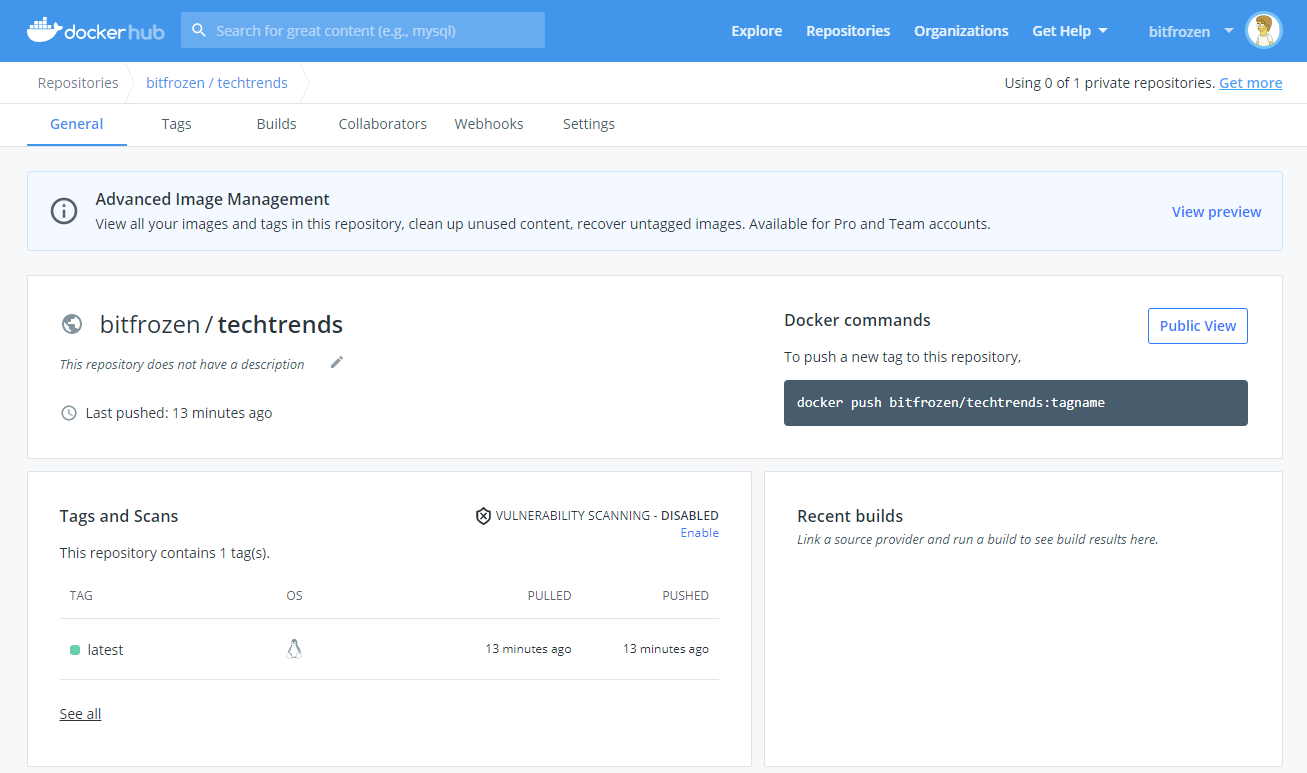 docker hub
Search for great content (e.g., mysql)
Explore
Repositories
Organizations
Get Help
bitfrozen
Repositories
bitfrozen / techtrends
Using 0 of 1 private repositories. Get more
General
Tags
Builds
Collaborators
Webhooks
Settings
Advanced Image Management
View all your images and tags in this repository, clean up unused content, recover untagged images. Available for Pro and Team accounts.
View preview
bitfrozen / techtrends
This repository does not have a description
Last pushed: 13 minutes ago
Docker commands
Public View
To push a new tag to this repository,
docker push bitfrozen/techtrends:tagname
Tags and Scans
VULNERABILITY SCANNING - DISABLED
Enable
This repository contains 1 tag(s).
TAG OS PULLED PUSHED
latest 13 minutes ago 13 minutes ago
See all
Recent builds
Link a source provider and run a build to see build results here.